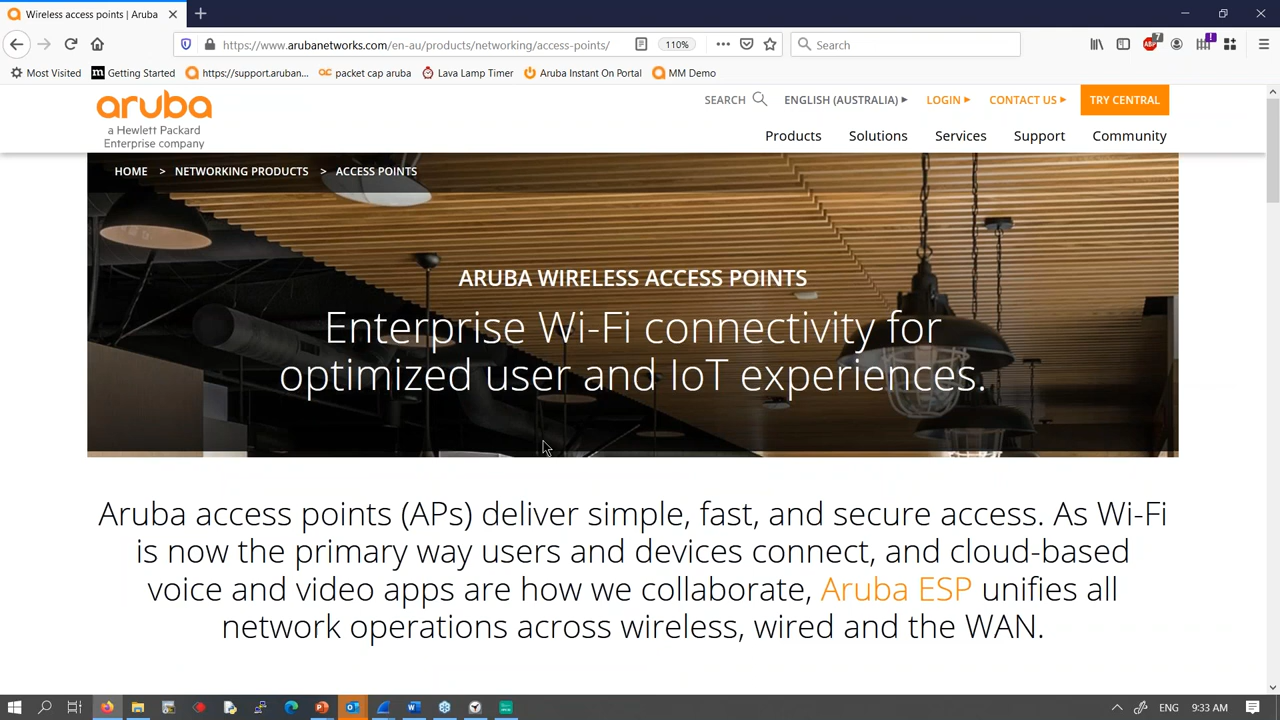 Wireless access points | Aruba
https://www.arubanetworks.com/en-au/products/networking/access-points/
110%
Search
7
Most Visited
Getting Started
https://support.aruban...
packet cap aruba
Lava Lamp Timer
Aruba Instant On Portal
MM Demo
aruba
a Hewlett Packard
Enterprise company
SEARCH
ENGLISH (AUSTRALIA)
LOGIN
CONTACT US
TRY CENTRAL
Products
Solutions
Services
Support
Community
HOME > NETWORKING PRODUCTS > ACCESS POINTS
ARUBA WIRELESS ACCESS POINTS
Enterprise Wi-Fi connectivity for
optimized user and IoT experiences.
Aruba access points (APs) deliver simple, fast, and secure access. As Wi-Fi
is now the primary way users and devices connect, and cloud-based
voice and video apps are how we collaborate, Aruba ESP unifies all
network operations across wireless, wired and the WAN.
ENG
9:33 AM